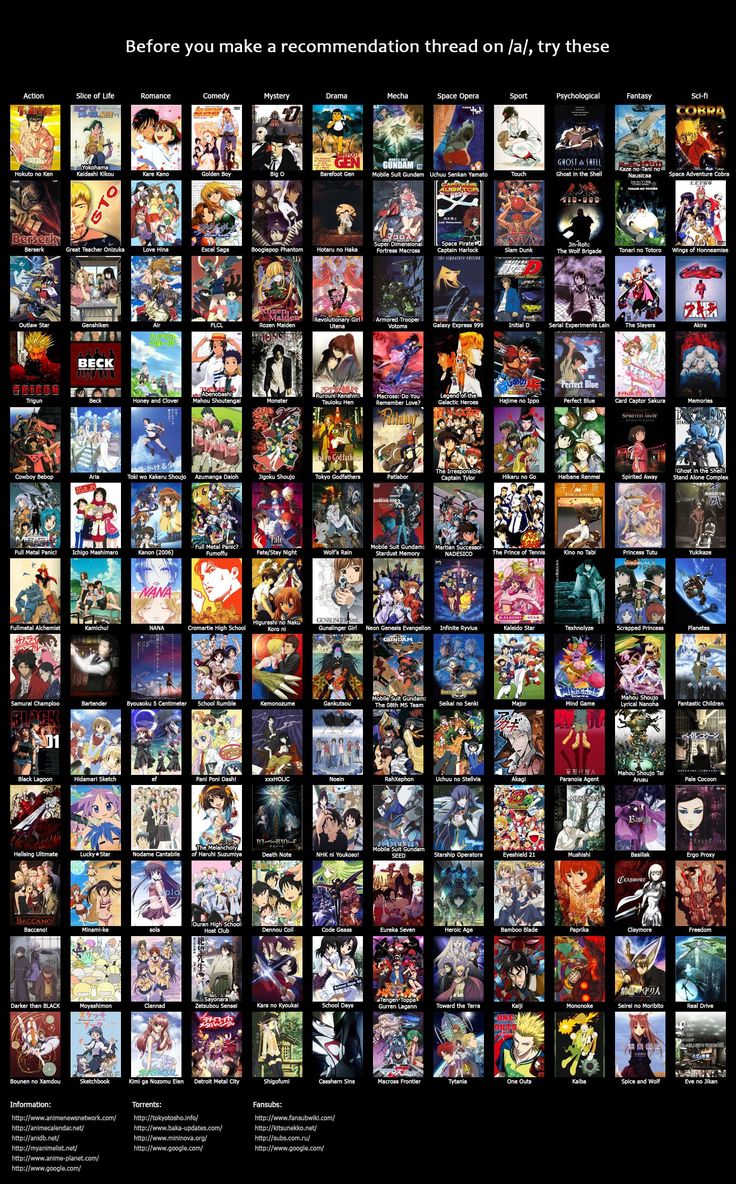 Before you make a recommendation thread on /a/, try these
Action Slice of Life Romance Comedy Mystery Drama Mecha Space Opera Sport Psychological Fantasy Sci-fi
Hokuto no Ken
Yokohama
Kaidashi Kikou
Kare Kano
Golden Boy
Big O
Barefoot Gen
Mobile Suit Gundam
Uchuu Senkan Yamato
Touch
Ghost in the Shell
Kaze no Tani no
Nausicaa
Space Adventure Cobra
Berserk
Great Teacher Onizuka
Love Hina
Excel Saga
Boogiepop Phantom
Hotaru no Haka
Super Dimensional
Fortress Macross
Space Pirate
Captain Harlock
Slam Dunk
Jin-Roh:
The Wolf Brigade
Tonari no Totoro
Wings of Honneamise
Outlaw Star
Genshiken
Air
FLCL
Rozen Maiden
Revolutionary Girl
Utena
Armored Trooper
Votoms
Galaxy Express 999
Initial D
Serial Experiments Lain
The Slayers
Akira
Trigun
Beck
Honey and Clover
Abenobashi
Mahou Shoutengai
Monster
Rurouni Kenshin:
Tsuioku Hen
Macross: Do You
Remember Love?
Legend of the
Galactic Heroes
Hajime no Ippo
Perfect Blue
Card Captor Sakura
Memories
Cowboy Bebop
Aria
Toki wo Kakeru Shoujo
Azumanga Daioh
Jigoku Shoujo
Tokyo Godfathers
Patlabor
The Irresponsible
Captain Tylor
Hikaru no Go
Haibane Renmei
Spirited Away
Ghost in the Shell:
Stand Alone Complex
Full Metal Panic!
Ichigo Mashimaro
Kanon (2006)
Full Metal Panic?
Fumoffu
Fate/Stay Night
Wolf's Rain
Mobile Suit Gundam:
Stardust Memory
Martian Successor
NADESICO
The Prince of Tennis
Kino no Tabi
Princess Tutu
Yukikaze
Fullmetal Alchemist
Kamichu!
NANA
Cromartie High School
Higurashi no Naku
Koro ni
Gunslinger Girl
Neon Genesis Evangelion
Infinite Ryvius
Kaleido Star
Texhnolyze
Scrapped Princess
Planetes
Samurai Champloo
Bartender
Byousoku 5 Centimeter
School Rumble
Kemonozume
Gankutsou
Mobile Suit Gundam:
The 08th MS Team
Seikai no Senki
Major
Mind Game
Mahou Shoujo
Lyrical Nanoha
Fantastic Children
Black Lagoon
Hidamari Sketch
ef
Pani Poni Dash!
xxxHOLIC
Noein
RahXephon
Uchuu no Stellvia
Akagi
Paranoia Agent
Mahou Shoujo Tai
Arusu
Pale Cocoon
Hellsing Ultimate
Lucky★Star
Nodame Cantabile
The Melancholy
of Haruhi Suzumiya
Death Note
NHK ni Youkoso!
Mobile Suit Gundam
SEED
Starship Operators
Eyeshield 21
Mushishi
Basilisk
Ergo Proxy
Baccano!
Minami-ke
sola
Ouran High School
Host Club
Dennou Coil
Code Geass
Eureka Seven
Heroic Age
Bamboo Blade
Paprika
Claymore
Freedom
Darker than BLACK
Moyashimon
Clannad
Sayonara
Zetsubou Sensei
Kara no Kyoukai
School Days
Tengen Toppa
Gurren Lagann
Toward the Terra
Kaiji
Mononoke
Seirei no Moribito
Real Drive
Bounen no Xamdou
Sketchbook
Kimi ga Nozomu Eien
Detroit Metal City
Shigofumi
Casshern Sins
Macross Frontier
Tytania
One Outs
Kaiba
Spice and Wolf
Eve no Jikan
Information: Torrents: Fansubs:
http://www.animenewsnetwork.com/ http://tokyotosho.info/ http://www.fansubwiki.com/
http://animecalendar.net/ http://www.baka-updates.com/ http://kitsunekko.net/
http://anidb.net/ http://www.mininova.org/ http://subs.com.ru/
http://myanimelist.net/ http://www.google.com/ http://www.google.com/
http://www.anime-planet.com/
http://www.google.com/